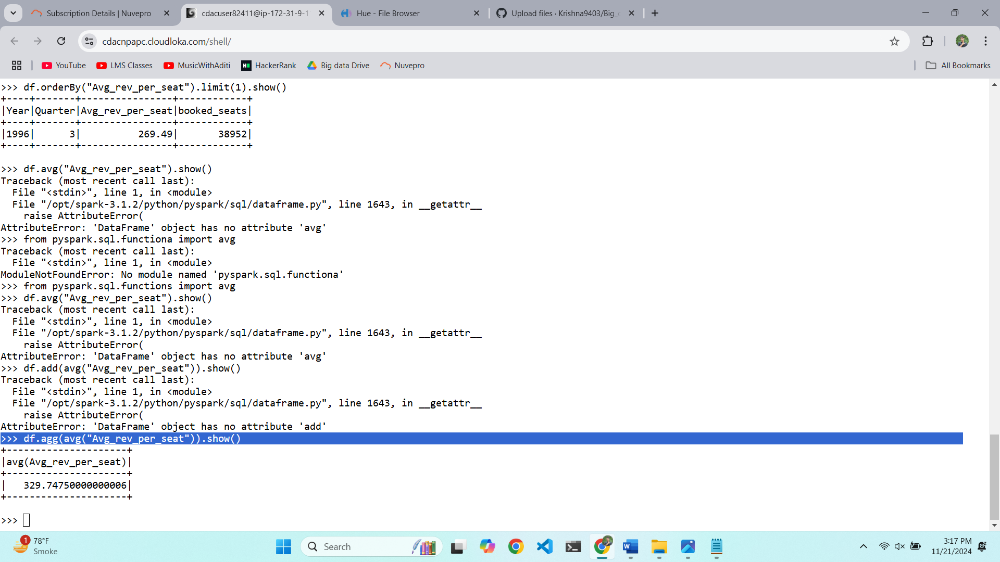 Subscription Details | Nuvepro
cdacuser82411@ip-172-31-9-1
Hue - File Browser
Upload files · Krishna9403/Big_
cdacnpapc.cloudloka.com/shell/
YouTube LMS Classes MusicWithAditi HackerRank Big data Drive Nuvepro All Bookmarks
>>> df.orderBy("Avg_rev_per_seat").limit(1).show()
+----+-------+----------------+------------+
|Year|Quarter|Avg_rev_per_seat|booked_seats|
+----+-------+----------------+------------+
|1996|      3|          269.49|       38952|
+----+-------+----------------+------------+
>>> df.avg("Avg_rev_per_seat").show()
Traceback (most recent call last):
  File "<stdin>", line 1, in <module>
  File "/opt/spark-3.1.2/python/pyspark/sql/dataframe.py", line 1643, in __getattr__
    raise AttributeError(
AttributeError: 'DataFrame' object has no attribute 'avg'
>>> from pyspark.sql.functiona import avg
Traceback (most recent call last):
  File "<stdin>", line 1, in <module>
ModuleNotFoundError: No module named 'pyspark.sql.functiona'
>>> from pyspark.sql.functions import avg
>>> df.avg("Avg_rev_per_seat").show()
Traceback (most recent call last):
  File "<stdin>", line 1, in <module>
  File "/opt/spark-3.1.2/python/pyspark/sql/dataframe.py", line 1643, in __getattr__
    raise AttributeError(
AttributeError: 'DataFrame' object has no attribute 'avg'
>>> df.add(avg("Avg_rev_per_seat")).show()
Traceback (most recent call last):
  File "<stdin>", line 1, in <module>
  File "/opt/spark-3.1.2/python/pyspark/sql/dataframe.py", line 1643, in __getattr__
    raise AttributeError(
AttributeError: 'DataFrame' object has no attribute 'add'
>>> df.agg(avg("Avg_rev_per_seat")).show()
+---------------------+
|avg(Avg_rev_per_seat)|
+---------------------+
|   329.74750000000006|
+---------------------+
>>>
1
78°F
Smoke
Search
3:17 PM
11/21/2024